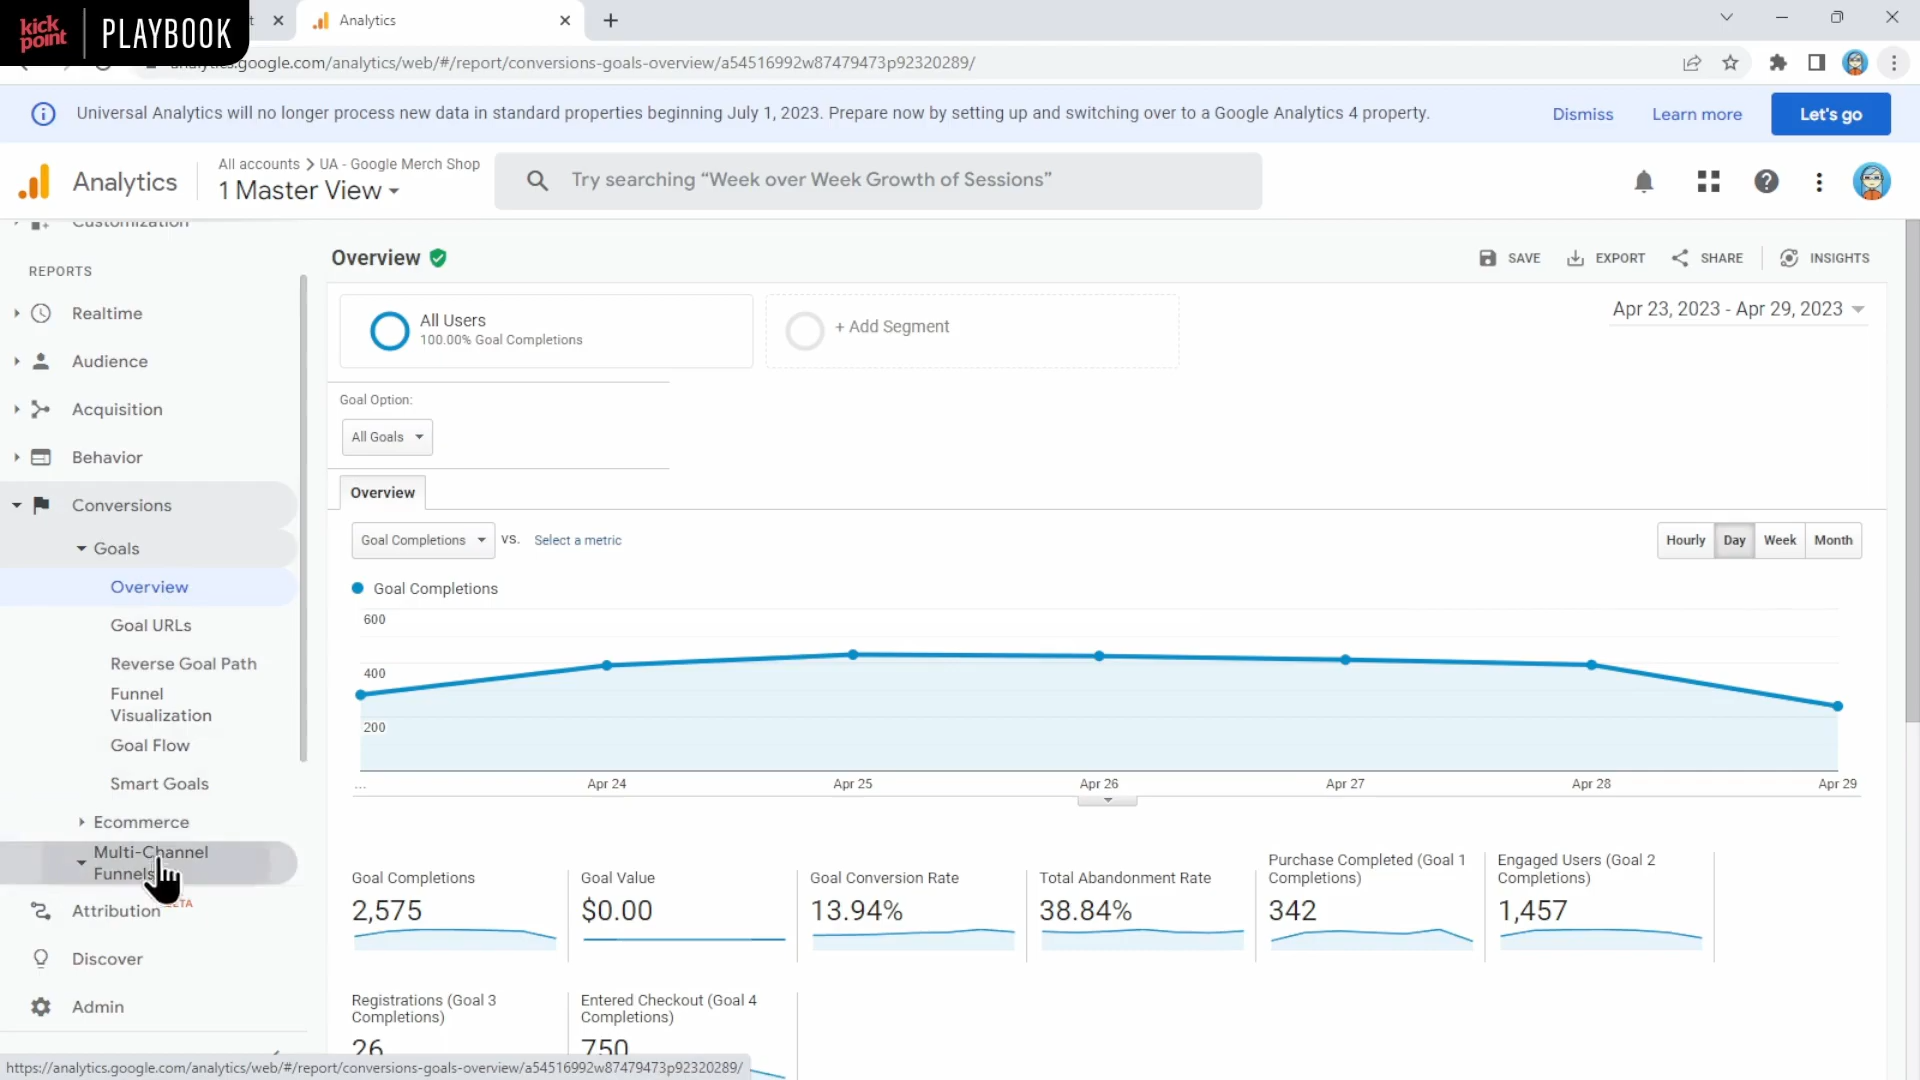 kick
point
PLAYBOOK
t
Analytics
analytics.google.com/analytics/web/#/report/conversions-goals-overview/a54516992w87479473p92320289/
Universal Analytics will no longer process new data in standard properties beginning July 1, 2023. Prepare now by setting up and switching over to a Google Analytics 4 property.
Dismiss
Learn more
Let's go
Analytics
All accounts > UA - Google Merch Shop
1 Master View
Try searching “Week over Week Growth of Sessions”
Customization
REPORTS
Realtime
Audience
Acquisition
Behavior
Conversions
Goals
Overview
Goal URLs
Reverse Goal Path
Funnel
Visualization
Goal Flow
Smart Goals
Ecommerce
Multi-Channel
Funnels
Attribution BETA
Discover
Admin
Overview
SAVE
EXPORT
SHARE
INSIGHTS
All Users
100.00% Goal Completions
+ Add Segment
Apr 23, 2023 - Apr 29, 2023
Goal Option:
All Goals
Overview
Goal Completions
VS.
Select a metric
Hourly
Day
Week
Month
Goal Completions
600
400
200
...
Apr 24
Apr 25
Apr 26
Apr 27
Apr 28
Apr 29
Goal Completions
2,575
Goal Value
$0.00
Goal Conversion Rate
13.94%
Total Abandonment Rate
38.84%
Purchase Completed (Goal 1
Completions)
342
Engaged Users (Goal 2
Completions)
1,457
Registrations (Goal 3
Completions)
26
Entered Checkout (Goal 4
Completions)
750
https://analytics.google.com/analytics/web/#/report/conversions-goals-overview/a54516992w87479473p92320289/